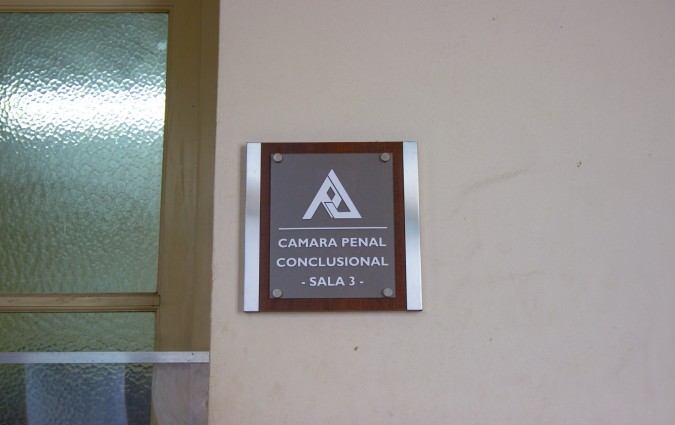 CAMARA PENAL
CONCLUSIONAL
- SALA 3 -